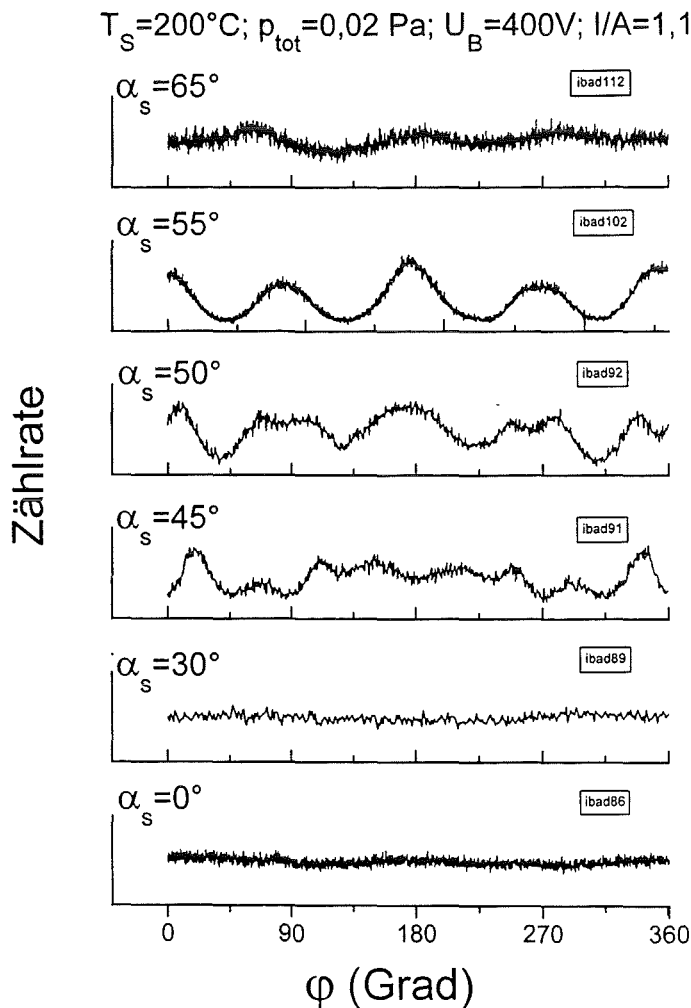 T_S=200°C; p_tot=0,02 Pa; U_B=400V; I/A=1,1
α_s=65°
ibad112
α_s=55°
ibad102
α_s=50°
ibad92
α_s=45°
ibad91
α_s=30°
ibad89
α_s=0°
ibad86
Zählrate
0 90 180 270 360
φ (Grad)